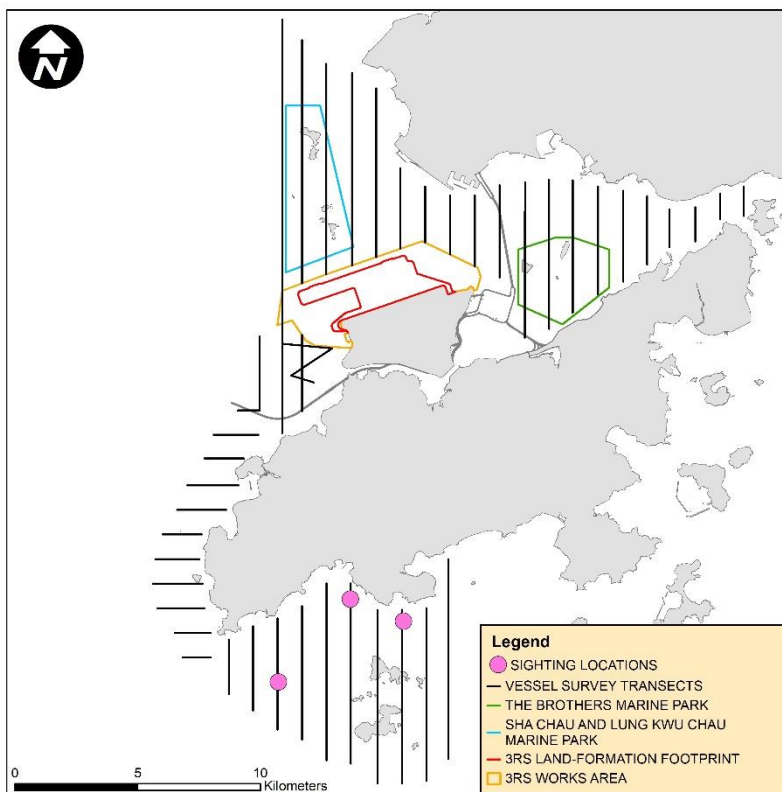 N
Legend
SIGHTING LOCATIONS
VESSEL SURVEY TRANSECTS
THE BROTHERS MARINE PARK
SHA CHAU AND LUNG KWU CHAU
MARINE PARK
3RS LAND-FORMATION FOOTPRINT
3RS WORKS AREA
0 5 10
Kilometers